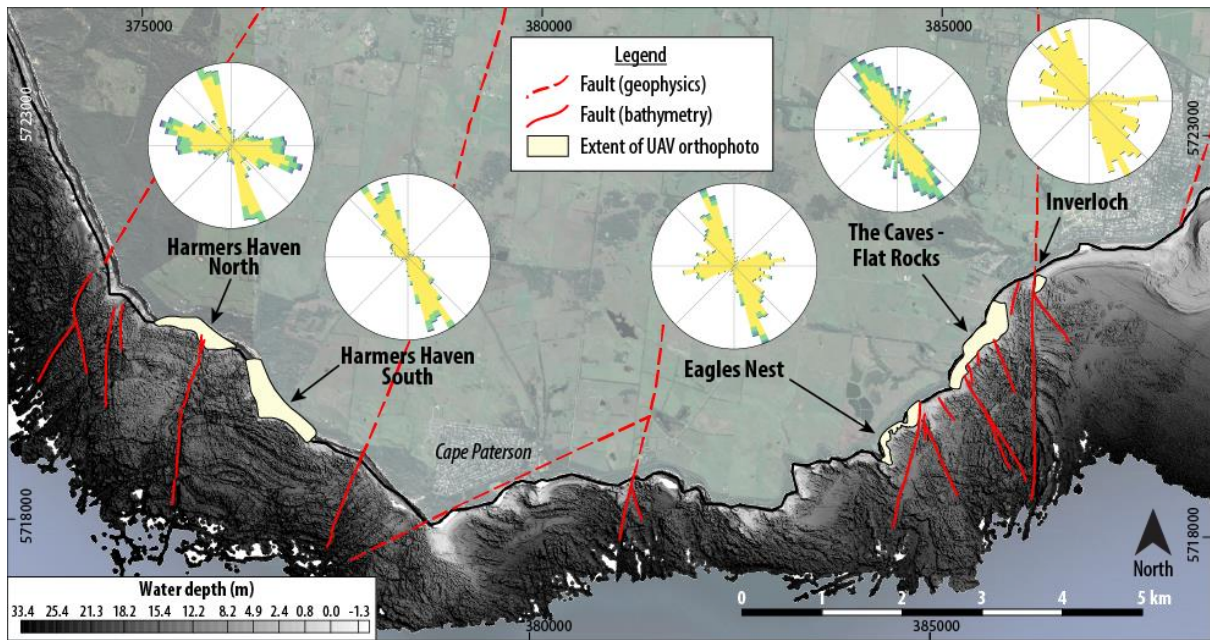 375000
380000
385000
5723000
5723000
Legend
Fault (geophysics)
Fault (bathymetry)
Extent of UAV orthophoto
Harmers Haven
North
Harmers Haven
South
Eagles Nest
The Caves -
Flat Rocks
Inverloch
Cape Paterson
5718000
5718000
North
Water depth (m)
33.4 25.4 21.3 18.2 15.4 12.2 8.2 4.9 2.4 0.8 0.0 -1.3
0 1 2 3 4 5 km
380000
385000